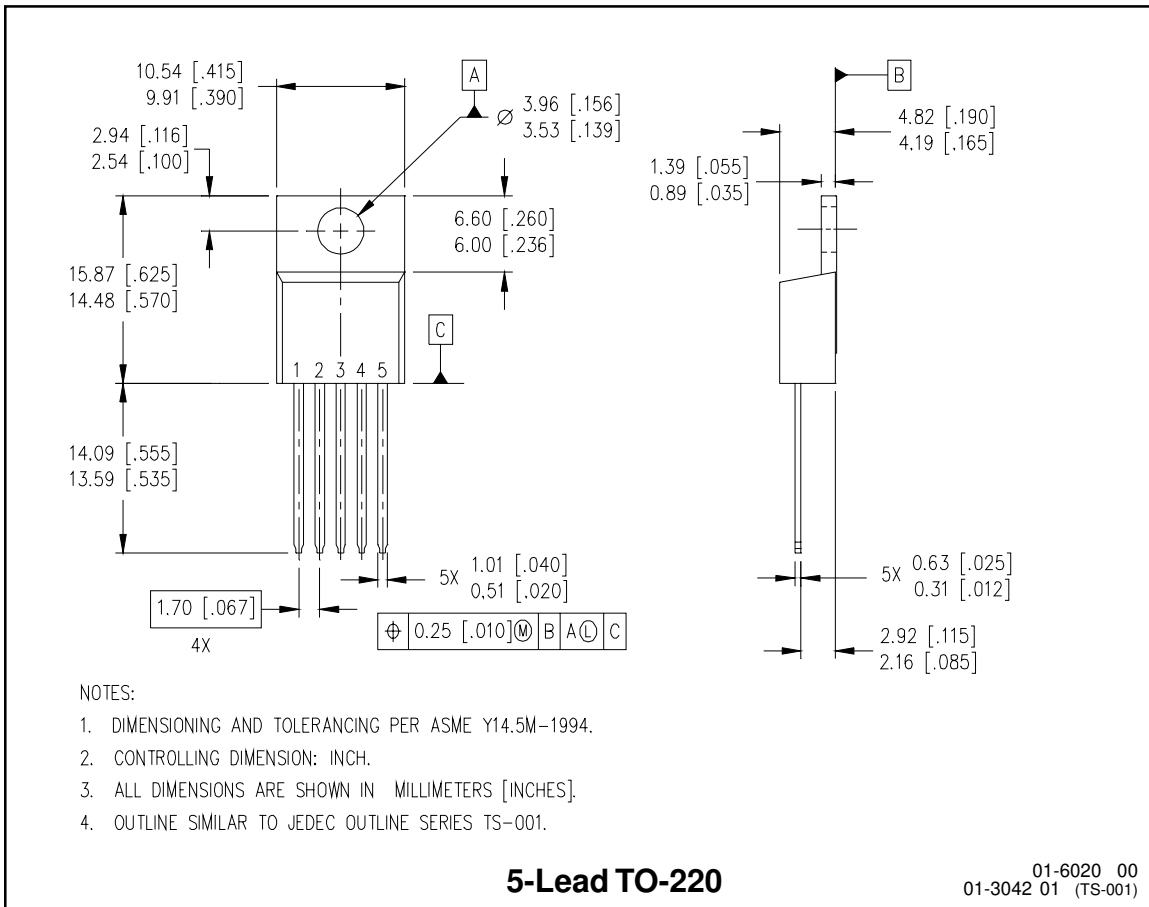 10.54 [.415]
9.91 [.390]
A
3.96 [.156]
⌀
3.53 [.139]
B
4.82 [.190]
4.19 [.165]
2.94 [.116]
2.54 [.100]
1.39 [.055]
0.89 [.035]
6.60 [.260]
6.00 [.236]
15.87 [.625]
14.48 [.570]
C
1 2 3 4 5
14.09 [.555]
13.59 [.535]
5X 1.01 [.040]
0.51 [.020]
5X 0.63 [.025]
0.31 [.012]
1.70 [.067]
4X
⌖ 0.25 [.010] Ⓜ B A Ⓛ C
2.92 [.115]
2.16 [.085]
NOTES:
1. DIMENSIONING AND TOLERANCING PER ASME Y14.5M-1994.
2. CONTROLLING DIMENSION: INCH.
3. ALL DIMENSIONS ARE SHOWN IN MILLIMETERS [INCHES].
4. OUTLINE SIMILAR TO JEDEC OUTLINE SERIES TS-001.
5-Lead TO-220
01-6020 00
01-3042 01 (TS-001)